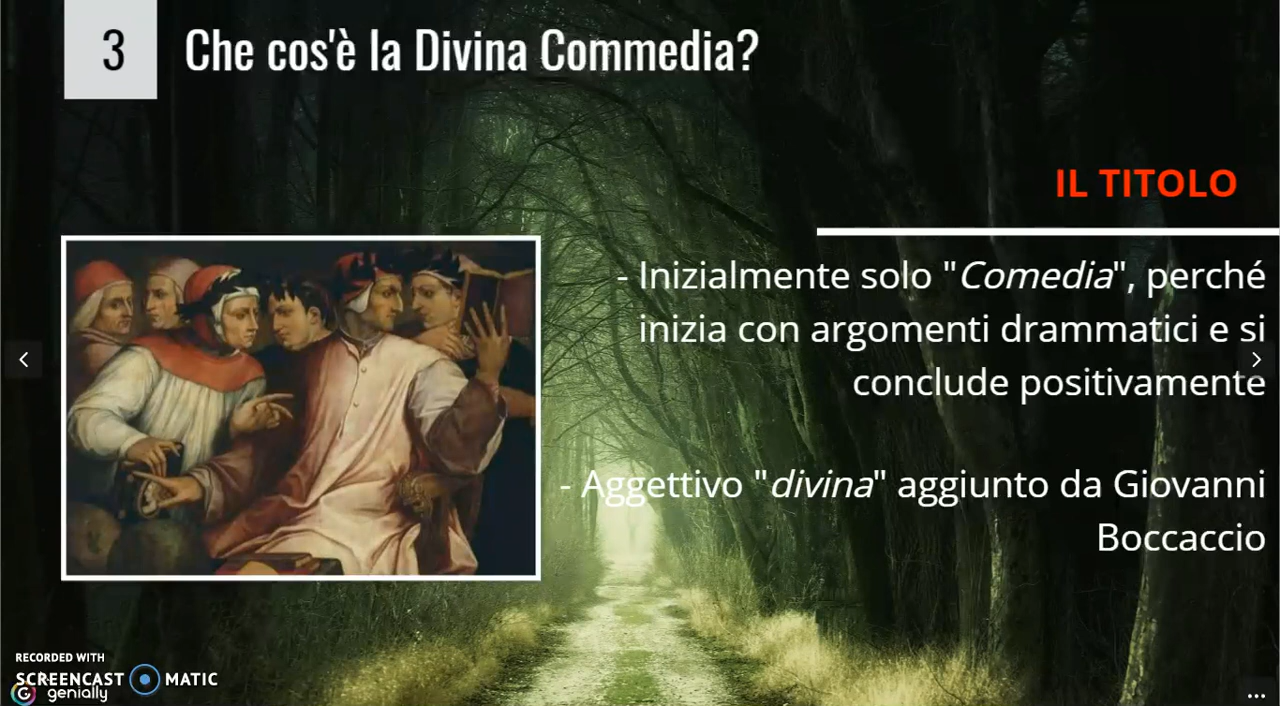 3
Che cos'è la Divina Commedia?
IL TITOLO
- Inizialmente solo "Comedia", perché
inizia con argomenti drammatici e si
conclude positivamente
- Aggettivo "divina" aggiunto da Giovanni
Boccaccio
RECORDED WITH
SCREENCAST MATIC
genially